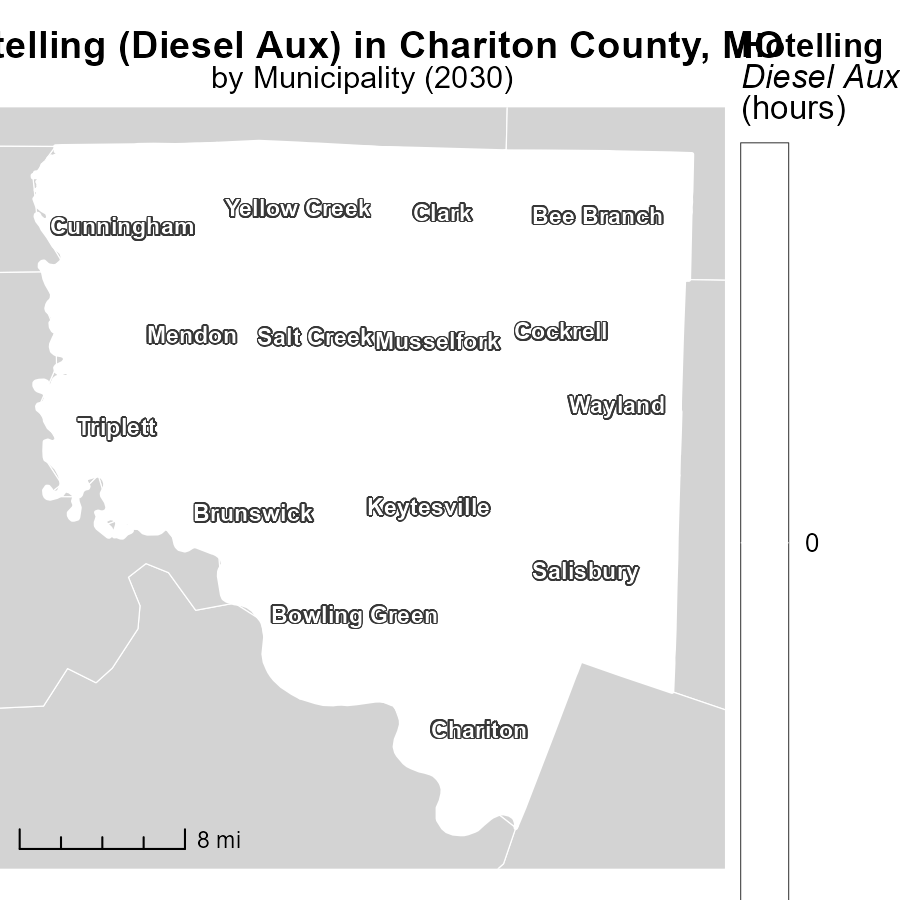 telling (Diesel Aux) in Chariton County, MO
by Municipality (2030)
Hotelling
Diesel Aux
(hours)
Yellow Creek
Clark
Bee Branch
Cunningham
Mendon
Salt Creek
Musselfork
Cockrell
Wayland
Triplett
Brunswick
Keytesville
0
Salisbury
Bowling Green
Chariton
8 mi